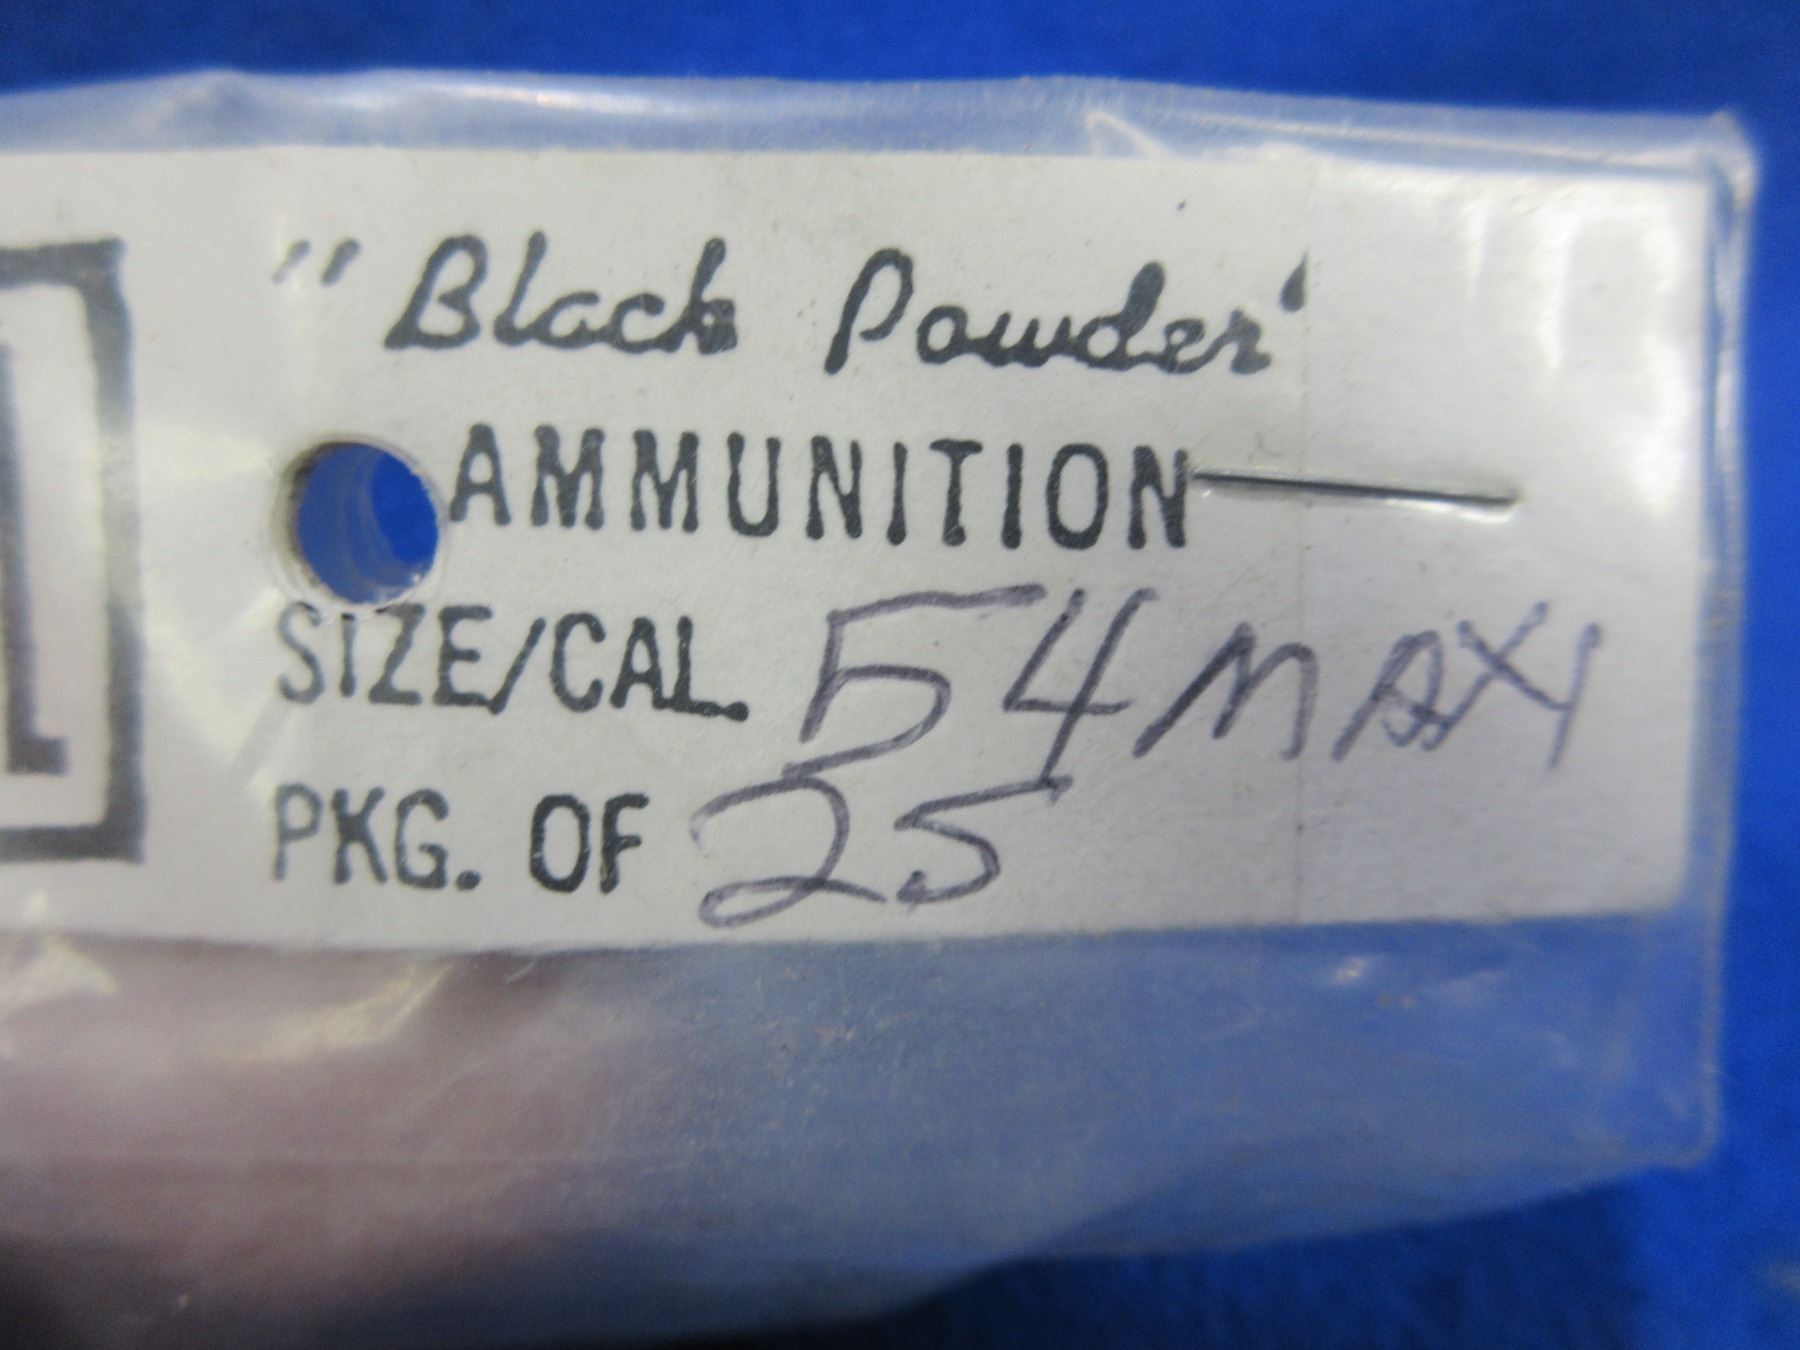 "Black Powder"
AMMUNITION
SIZE/CAL. 54 MAXI
PKG. OF 25